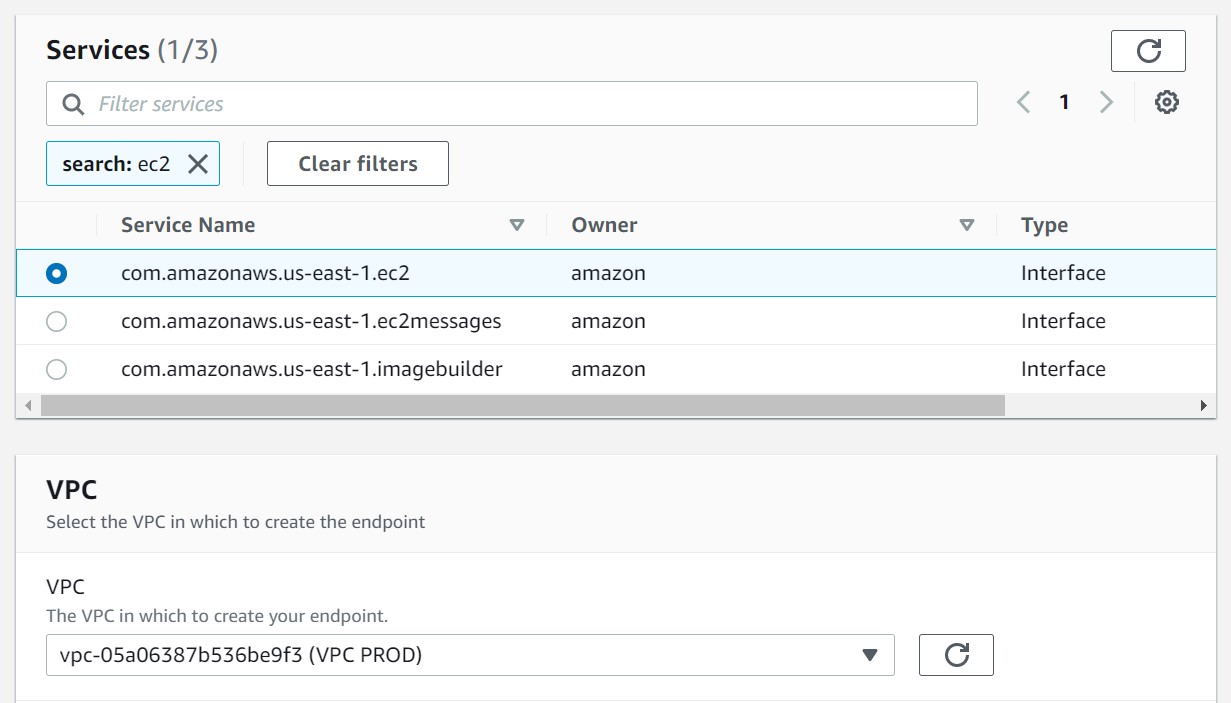 Services (1/3)
Filter services
1
search: ec2
Clear filters
Service Name Owner Type
com.amazonaws.us-east-1.ec2 amazon Interface
com.amazonaws.us-east-1.ec2messages amazon Interface
com.amazonaws.us-east-1.imagebuilder amazon Interface
VPC
Select the VPC in which to create the endpoint
VPC
The VPC in which to create your endpoint.
vpc-05a06387b536be9f3 (VPC PROD)